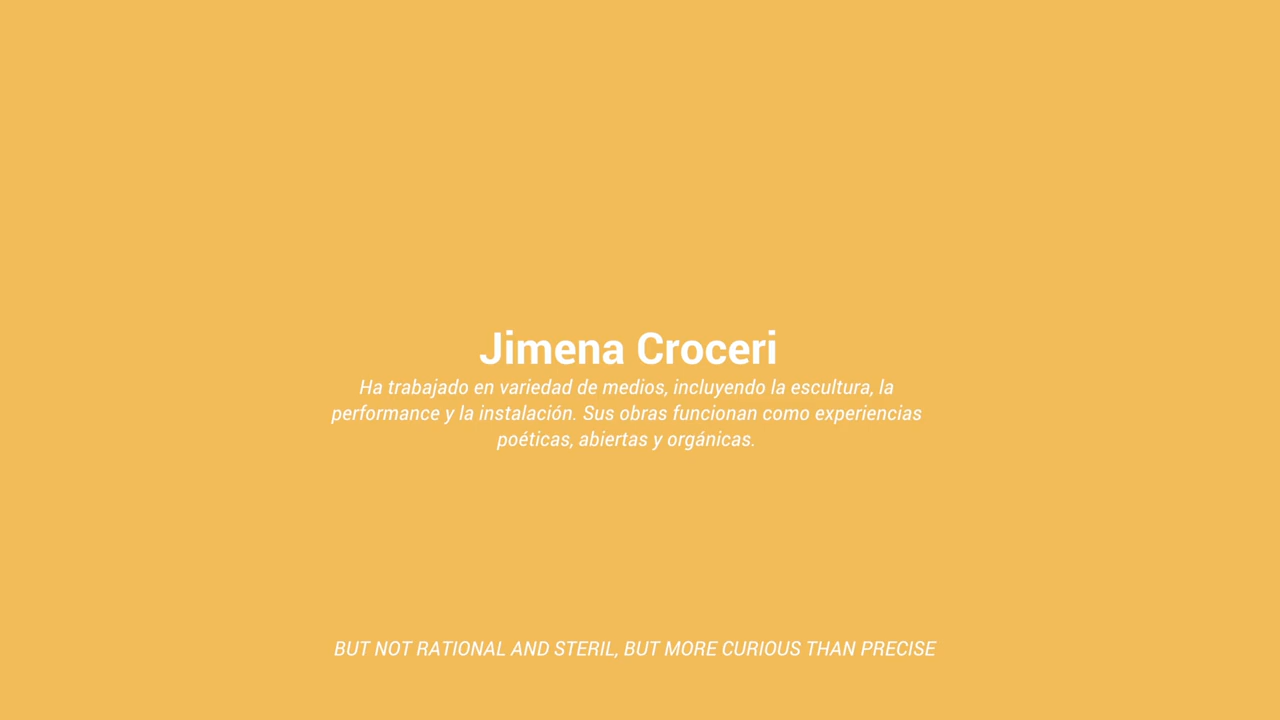 Jimena Croceri
Ha trabajado en variedad de medios, incluyendo la escultura, la
performance y la instalación. Sus obras funcionan como experiencias
poéticas, abiertas y orgánicas.
BUT NOT RATIONAL AND STERIL, BUT MORE CURIOUS THAN PRECISE